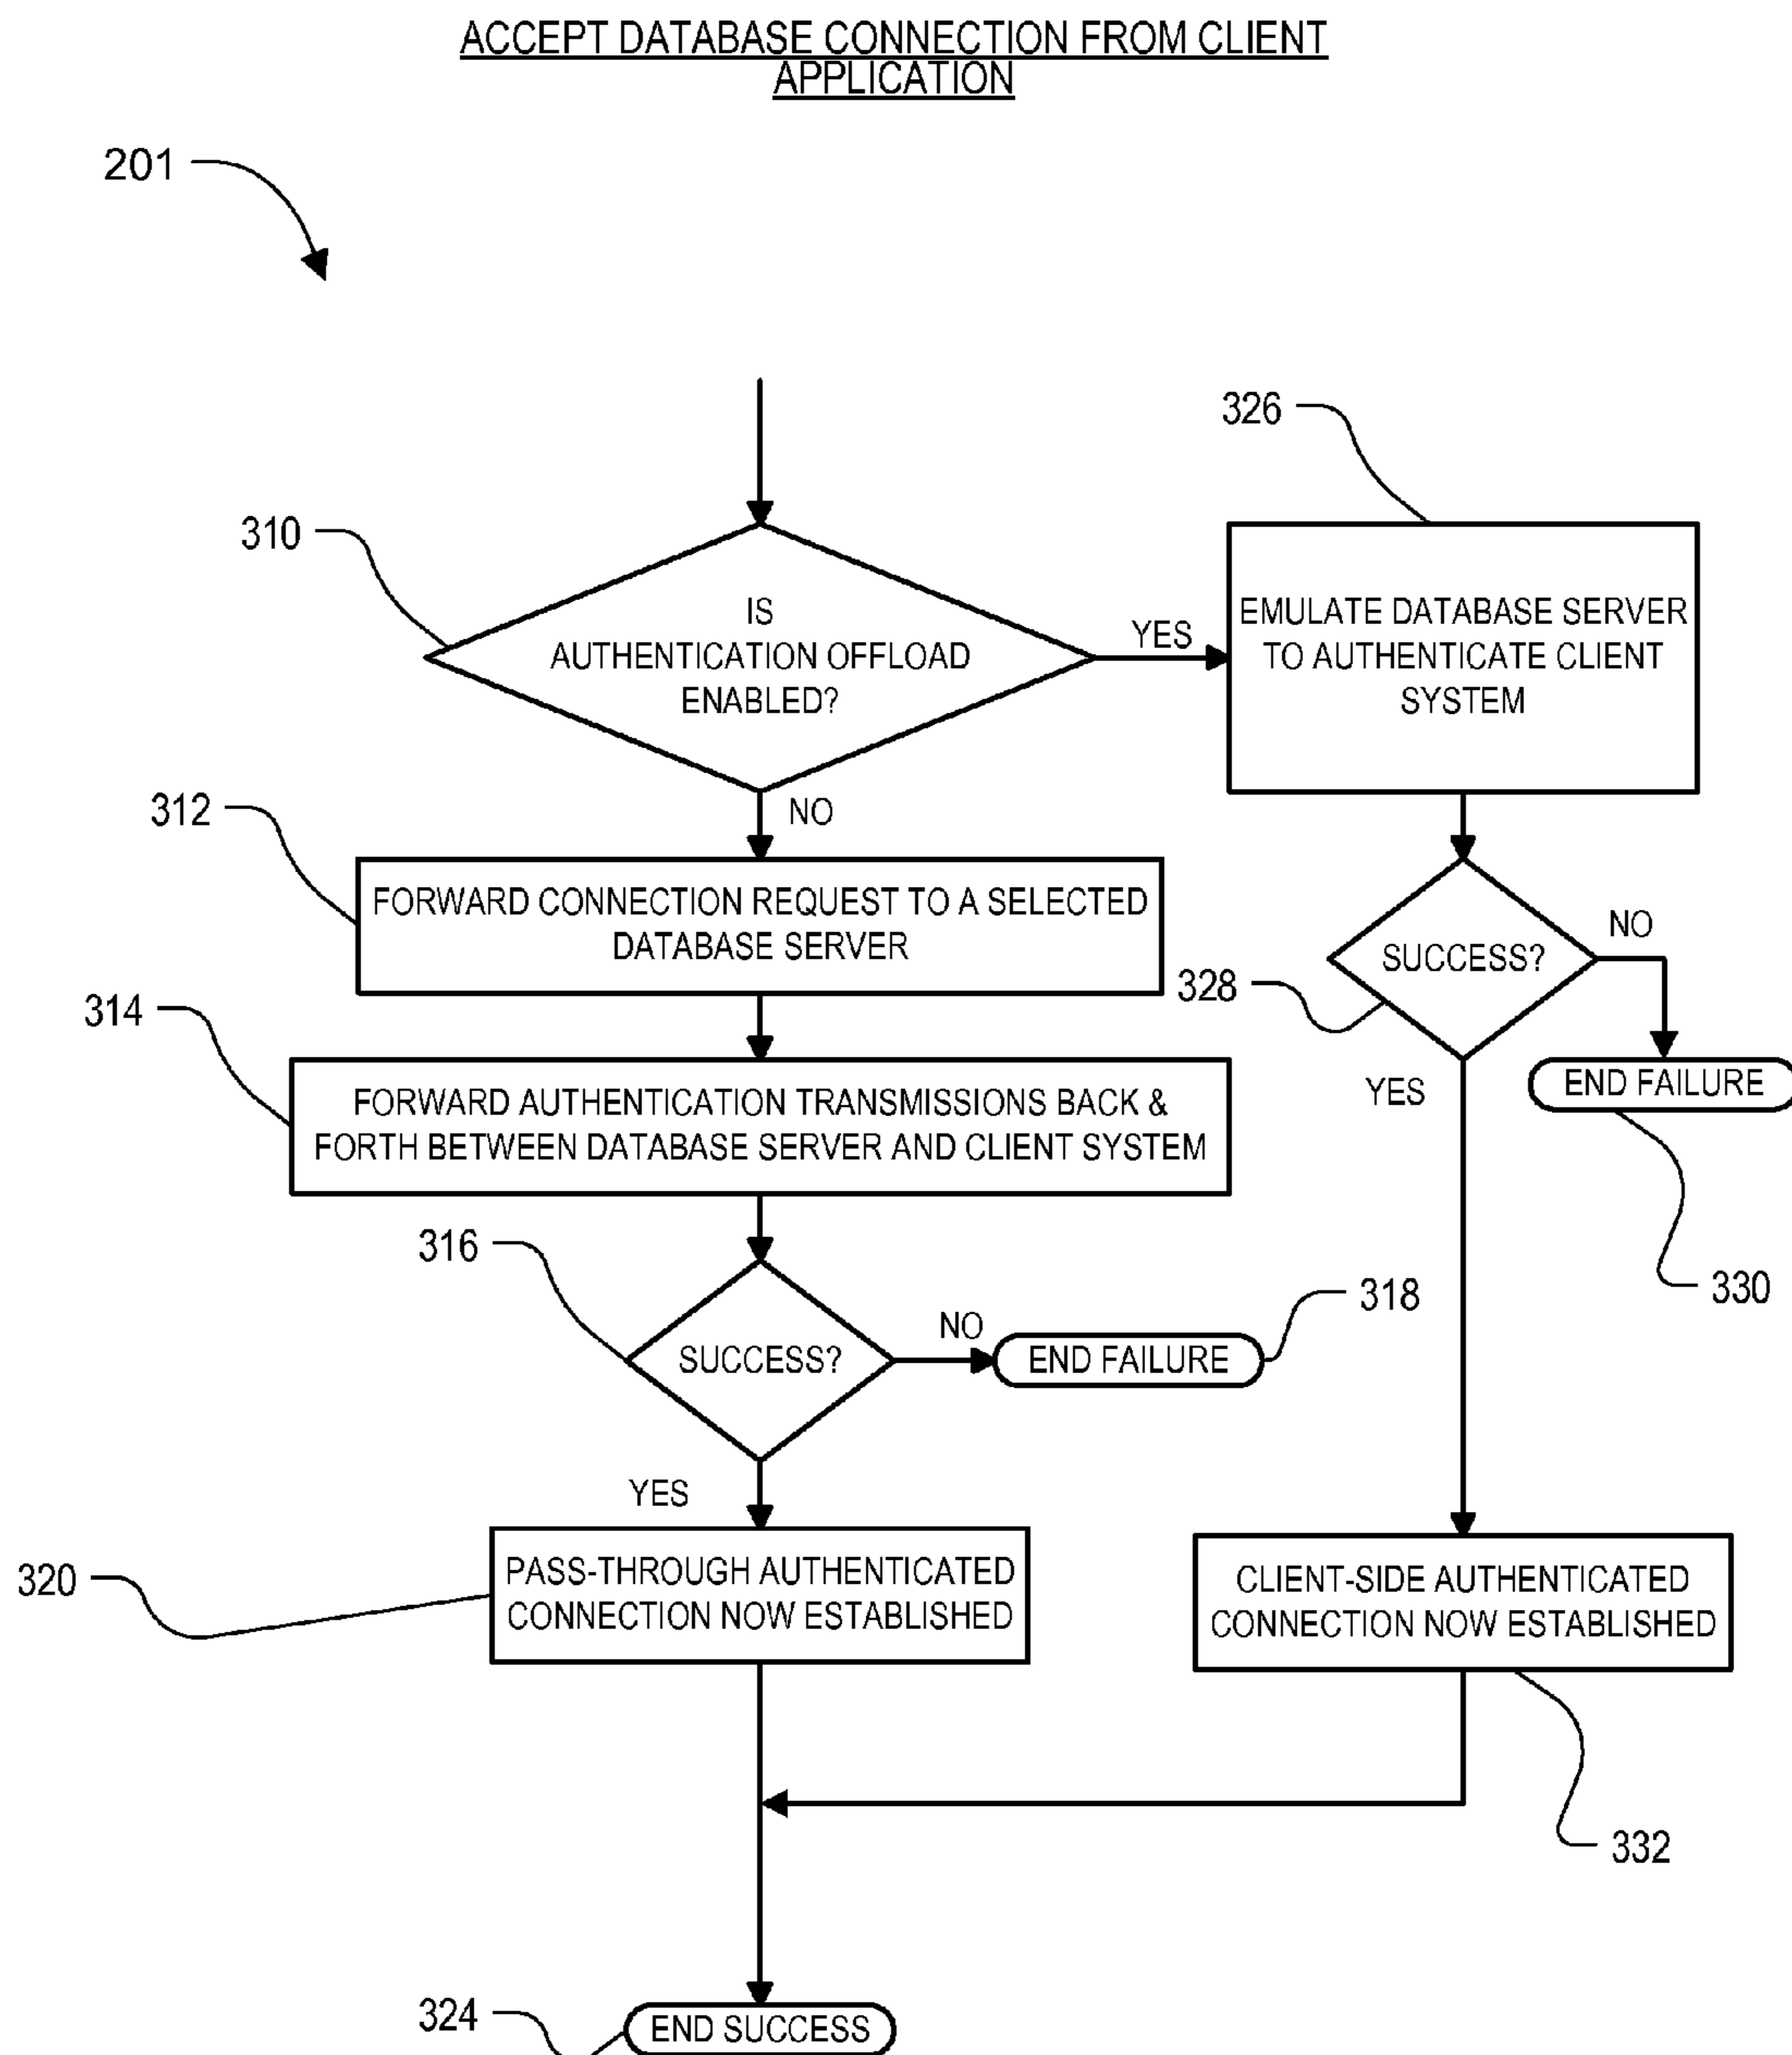 ACCEPT DATABASE CONNECTION FROM CLIENT
APPLICATION
201
326
310
IS
AUTHENTICATION OFFLOAD
ENABLED?
YES
EMULATE DATABASE SERVER
TO AUTHENTICATE CLIENT
SYSTEM
312
NO
FORWARD CONNECTION REQUEST TO A SELECTED
DATABASE SERVER
SUCCESS?
NO
328
314
YES
END FAILURE
FORWARD AUTHENTICATION TRANSMISSIONS BACK &
FORTH BETWEEN DATABASE SERVER AND CLIENT SYSTEM
330
316
318
SUCCESS?
NO
END FAILURE
YES
320
PASS-THROUGH AUTHENTICATED
CONNECTION NOW ESTABLISHED
CLIENT-SIDE AUTHENTICATED
CONNECTION NOW ESTABLISHED
332
324
END SUCCESS